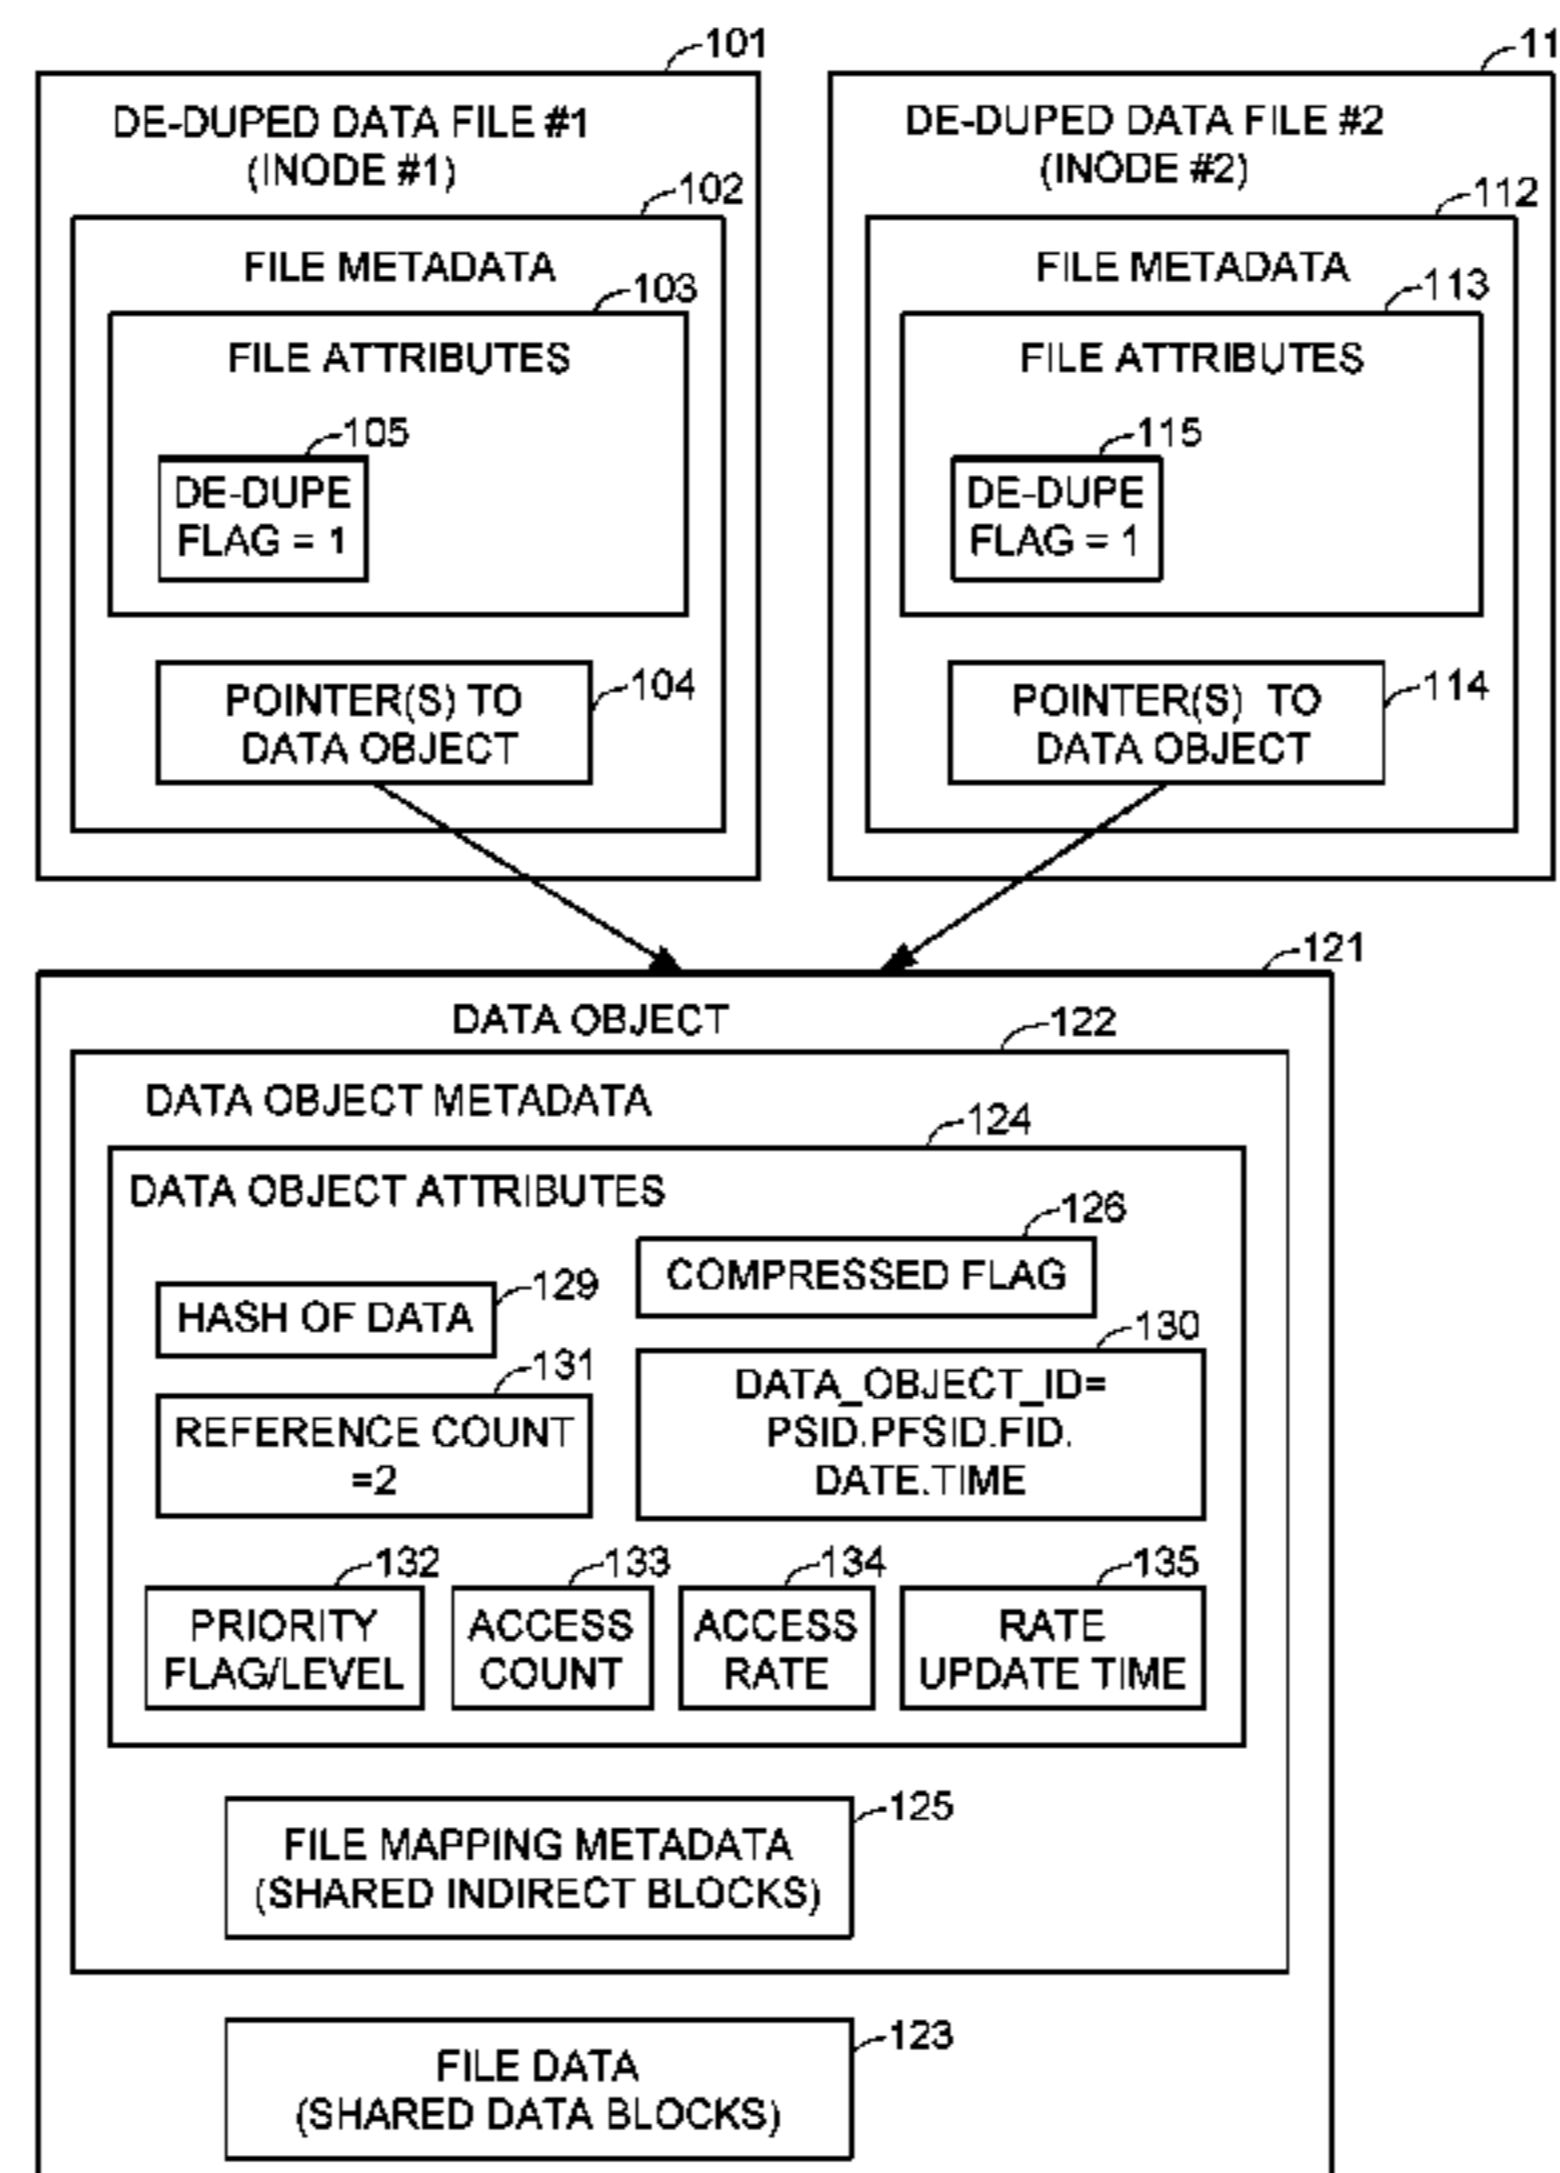 101
11
DE-DUPED DATA FILE #1
(INODE #1)
DE-DUPED DATA FILE #2
(INODE #2)
102
112
FILE METADATA
FILE METADATA
103
113
FILE ATTRIBUTES
FILE ATTRIBUTES
105
115
DE-DUPE
FLAG = 1
DE-DUPE
FLAG = 1
POINTER(S) TO
DATA OBJECT
104
POINTER(S) TO
DATA OBJECT
114
121
DATA OBJECT
122
DATA OBJECT METADATA
124
DATA OBJECT ATTRIBUTES
126
COMPRESSED FLAG
HASH OF DATA
129
130
DATA_OBJECT_ID=
PSID.PFSID.FID.
DATE.TIME
131
REFERENCE COUNT
=2
132
133
134
135
PRIORITY
FLAG/LEVEL
ACCESS
COUNT
ACCESS
RATE
RATE
UPDATE TIME
125
FILE MAPPING METADATA
(SHARED INDIRECT BLOCKS)
123
FILE DATA
(SHARED DATA BLOCKS)